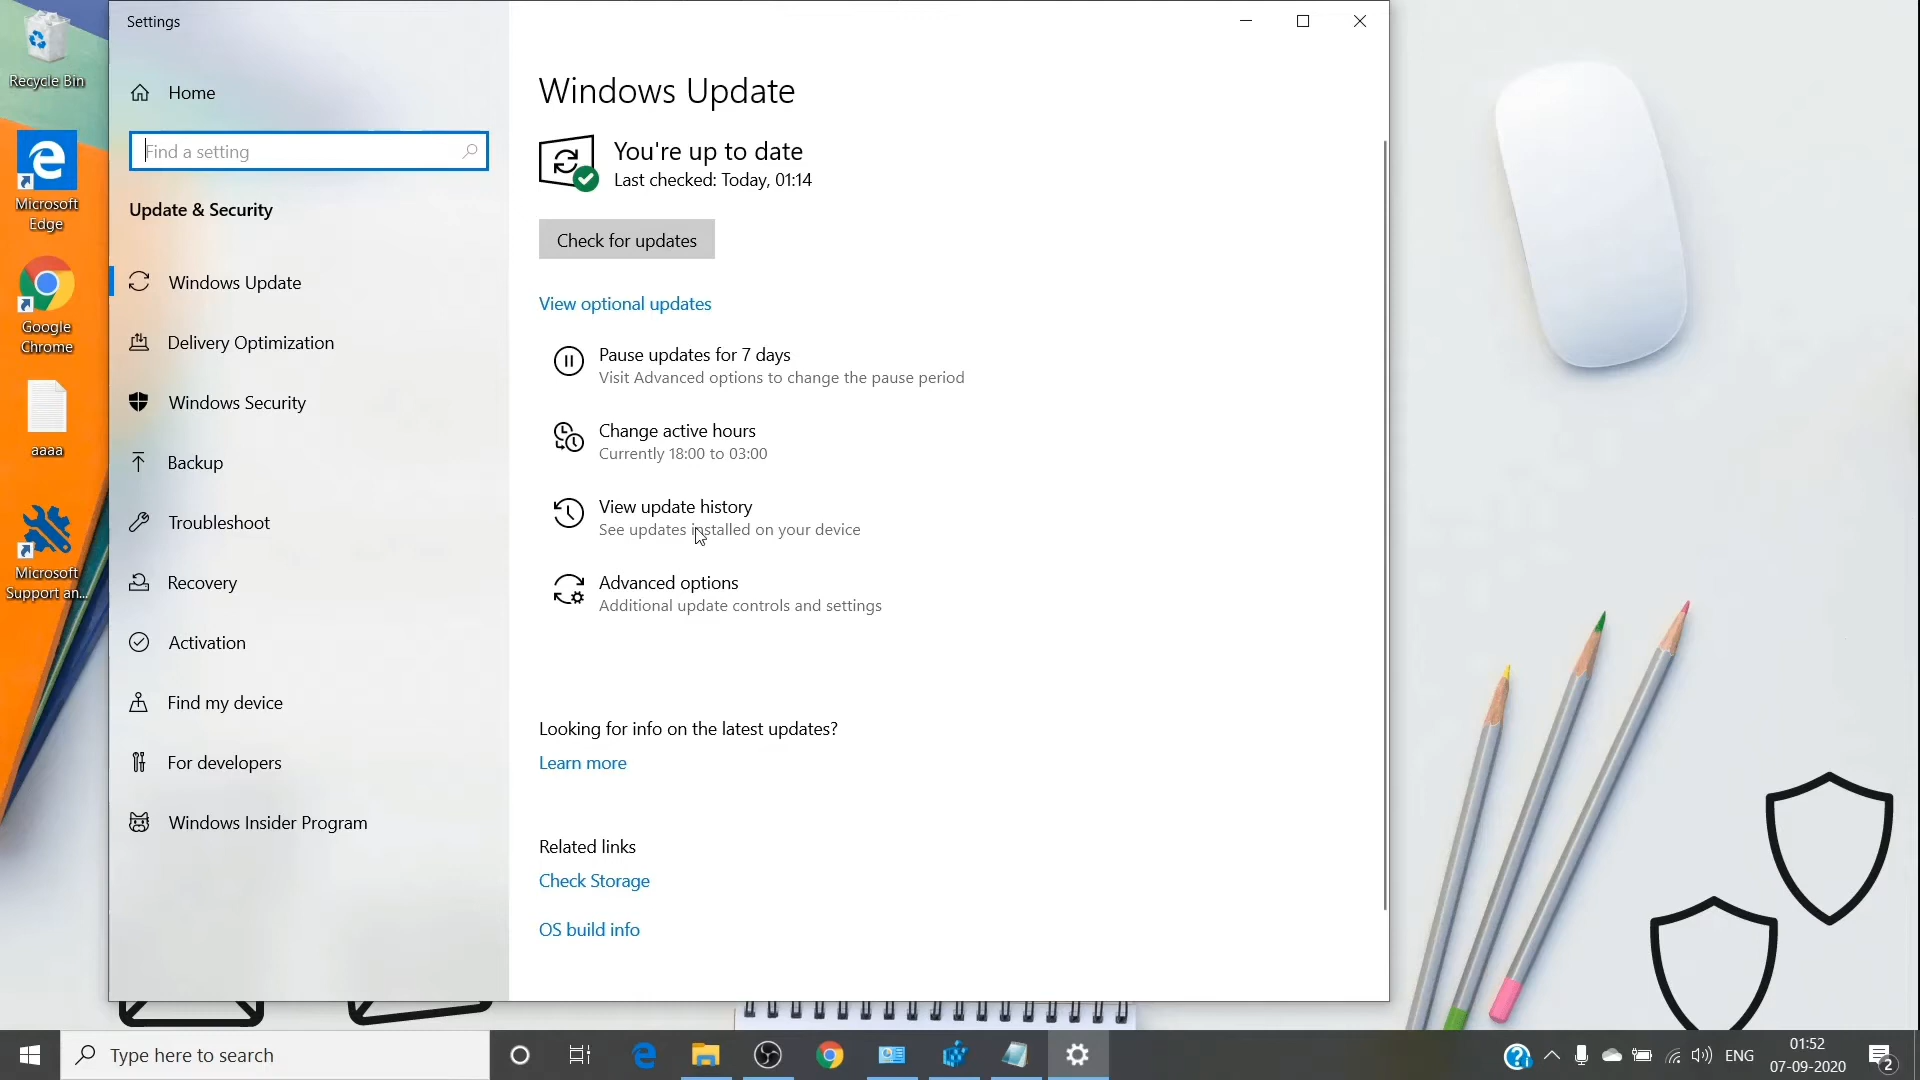 Settings
Recycle Bin
Microsoft
Edge
Google
Chrome
aaaa
Microsoft
Support an...
Home
Find a setting
Update & Security
Windows Update
Delivery Optimization
Windows Security
Backup
Troubleshoot
Recovery
Activation
Find my device
For developers
Windows Insider Program
Windows Update
You're up to date
Last checked: Today, 01:14
Check for updates
View optional updates
Pause updates for 7 days
Visit Advanced options to change the pause period
Change active hours
Currently 18:00 to 03:00
View update history
See updates installed on your device
Advanced options
Additional update controls and settings
Looking for info on the latest updates?
Learn more
Related links
Check Storage
OS build info
Type here to search
ENG
01:52
07-09-2020
2